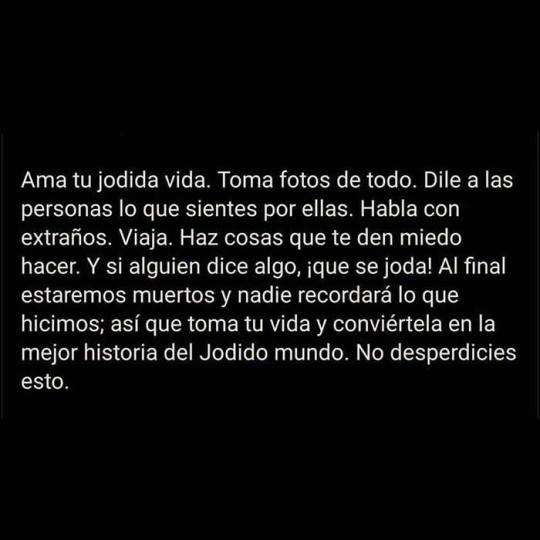 Ama tu jodida vida. Toma fotos de todo. Dile a las
personas lo que sientes por ellas. Habla con
extraños. Viaja. Haz cosas que te den miedo
hacer. Y si alguien dice algo, ¡que se joda! Al final
estaremos muertos y nadie recordará lo que
hicimos; así que toma tu vida y conviértela en la
mejor historia del Jodido mundo. No desperdicies
esto.